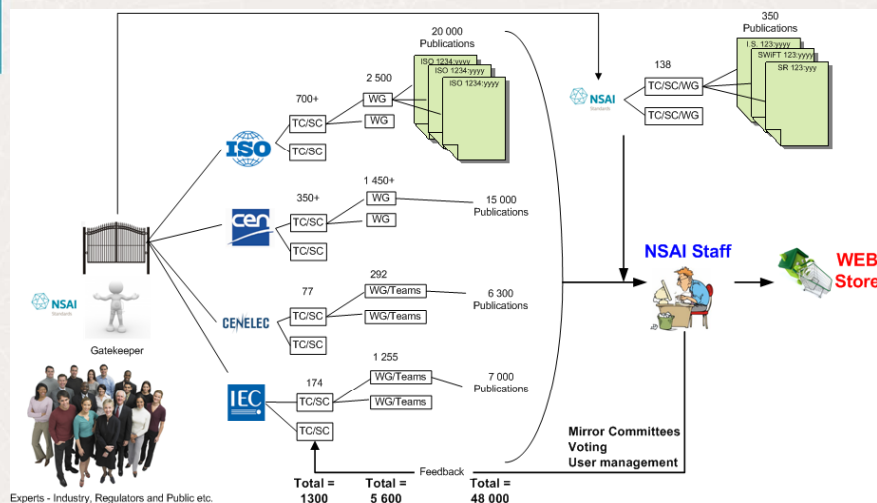 20 000
Publications
ISO 1234:yyyy
ISO 1234:yyyy
ISO 1234:yyyy
2 500
WG
WG
700+
TC/SC
TC/SC
ISO
350
Publications
I.S. 123:yyyy
SWiFT 123:yyyy
SR 123:yyy
138
NSAI
TC/SC/WG
TC/SC/WG
1 450+
WG
WG
350+
cen
TC/SC
TC/SC
15 000
Publications
NSAI
Standards
Gatekeeper
292
WG/Teams
WG/Teams
77
CENELEC
TC/SC
TC/SC
6 300
Publications
NSAI Staff
WEB
Store
1 255
WG/Teams
WG/Teams
174
IEC
TC/SC
TC/SC
7 000
Publications
Mirror Committees
Voting
User management
Feedback
Total =
1300
Total =
5 600
Total =
48 000
Experts - Industry, Regulators and Public etc.